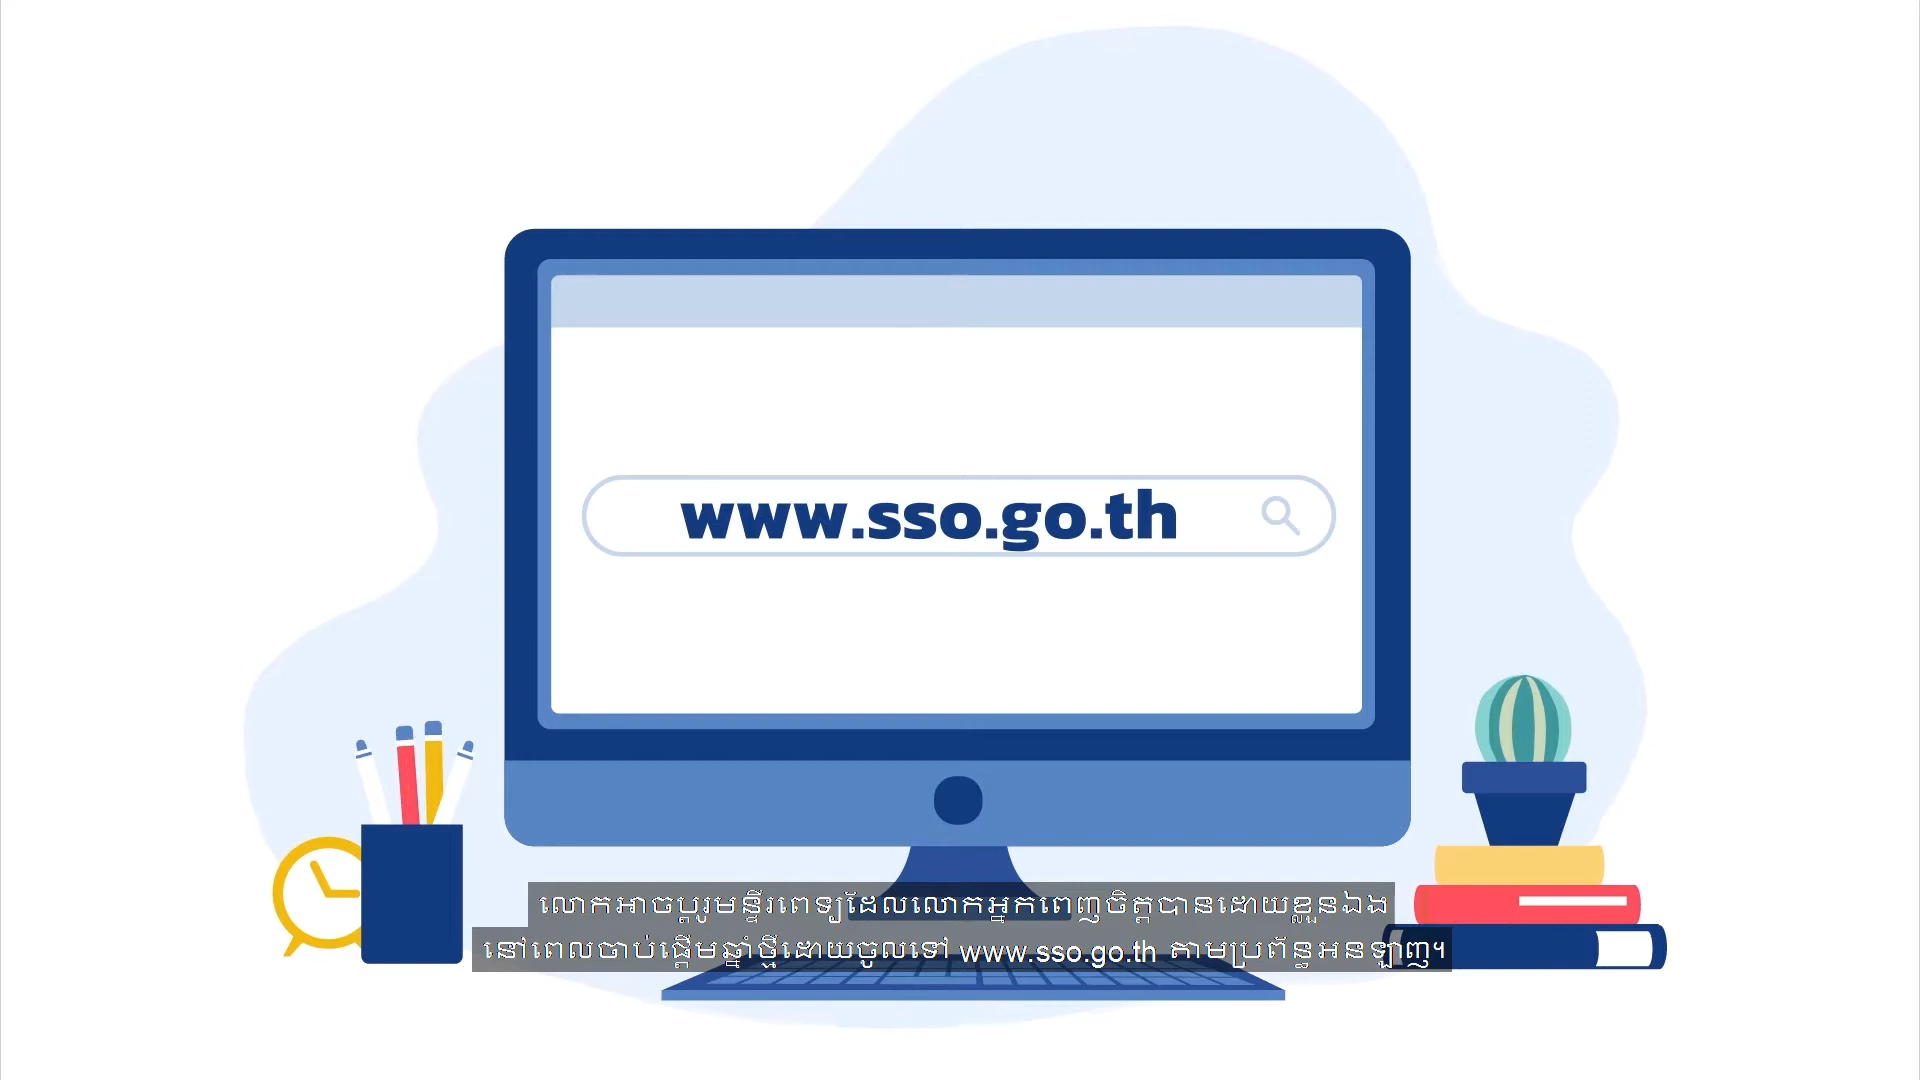 www.sso.go.th
លោកអាចប្តូរមន្ទីរពេទ្យដែលលោកអ្នកពេញចិត្តបានដោយខ្លួនឯង
នៅពេលចាប់ផ្តើមឆ្នាំថ្មីដោយចូលទៅ www.sso.go.th តាមប្រព័ន្ធអនឡាញ។